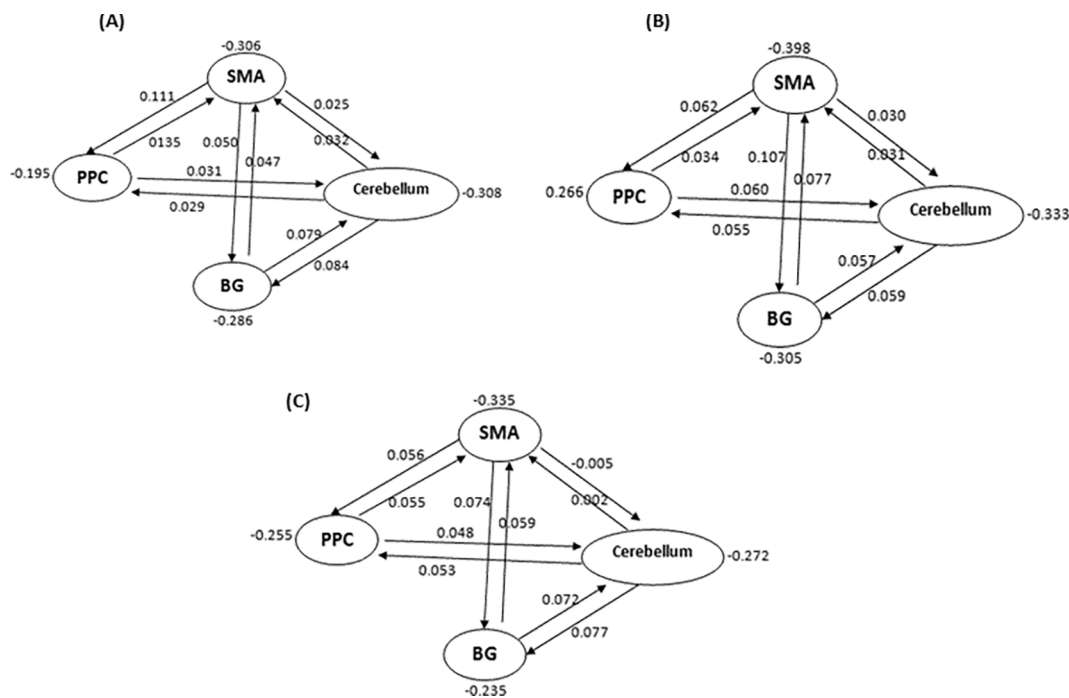 (A)
-0.306
SMA
0.111
0.025
0135
0.050
0.032
0.047
-0.195
PPC
0.031
Cerebellum
-0.308
0.029
0.079
0.084
BG
-0.286
(B)
-0.398
SMA
0.062
0.030
0.034
0.107
0.031
0.077
0.266
PPC
0.060
Cerebellum
-0.333
0.055
0.057
0.059
BG
-0.305
(C)
-0.335
SMA
0.056
-0.005
0.055
0.074
0.002
0.059
-0.255
PPC
0.048
Cerebellum
-0.272
0.053
0.072
0.077
BG
-0.235